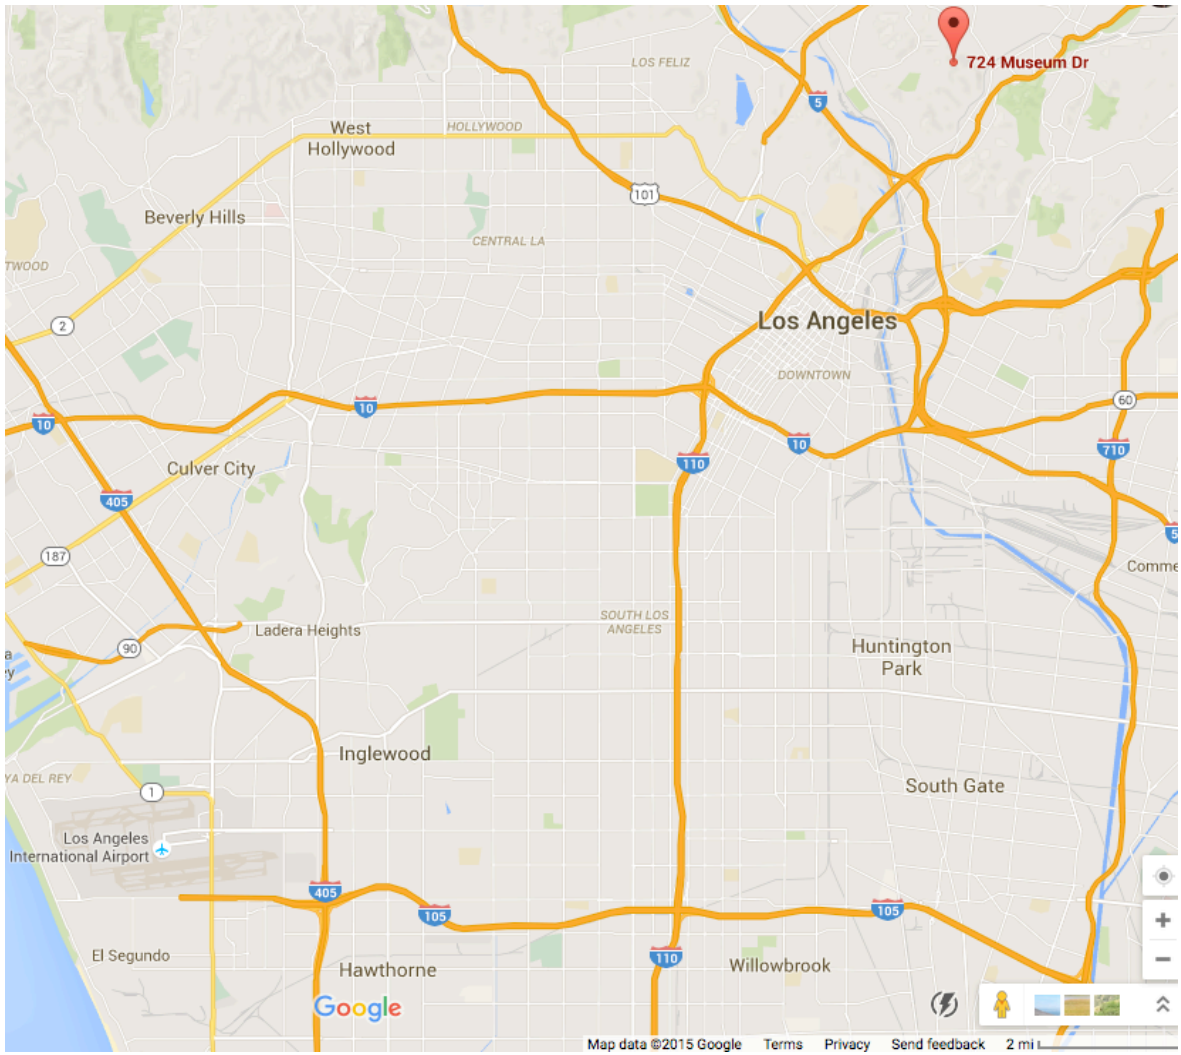 LOS FELIZ
724 Museum Dr
5
West
Hollywood
HOLLYWOOD
101
Beverly Hills
CENTRAL LA
TWOOD
2
Los Angeles
DOWNTOWN
10
10
60
10
110
710
Culver City
405
5
187
Comme
SOUTH LOS
ANGELES
Ladera Heights
90
a
ey
Huntington
Park
Inglewood
YA DEL REY
1
South Gate
Los Angeles
International Airport
405
105
105
El Segundo
Hawthorne
110
Willowbrook
Google
Map data ©2015 Google Terms Privacy Send feedback 2 mi